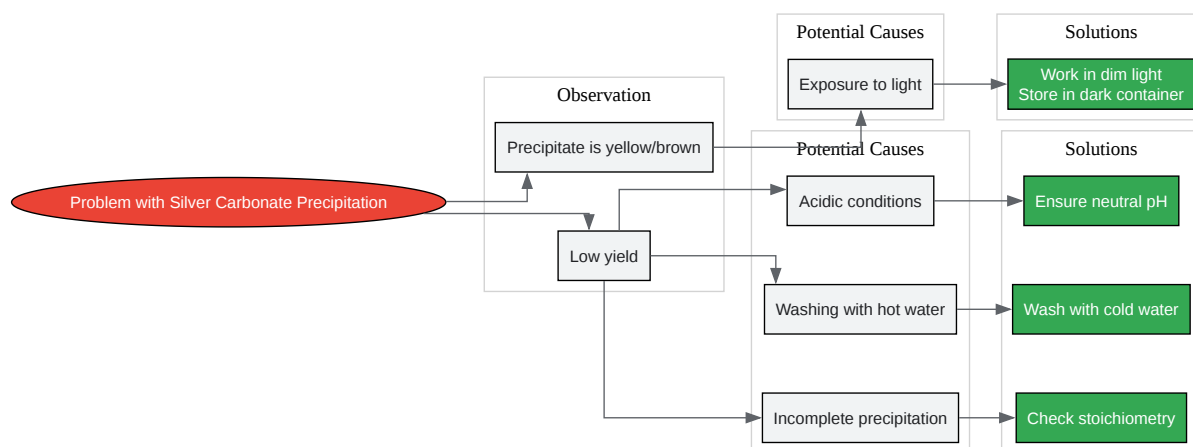 Problem with Silver Carbonate Precipitation
Observation
Precipitate is yellow/brown
Low yield
Potential Causes
Exposure to light
Potential Causes
Acidic conditions
Washing with hot water
Incomplete precipitation
Solutions
Work in dim light
Store in dark container
Solutions
Ensure neutral pH
Wash with cold water
Check stoichiometry